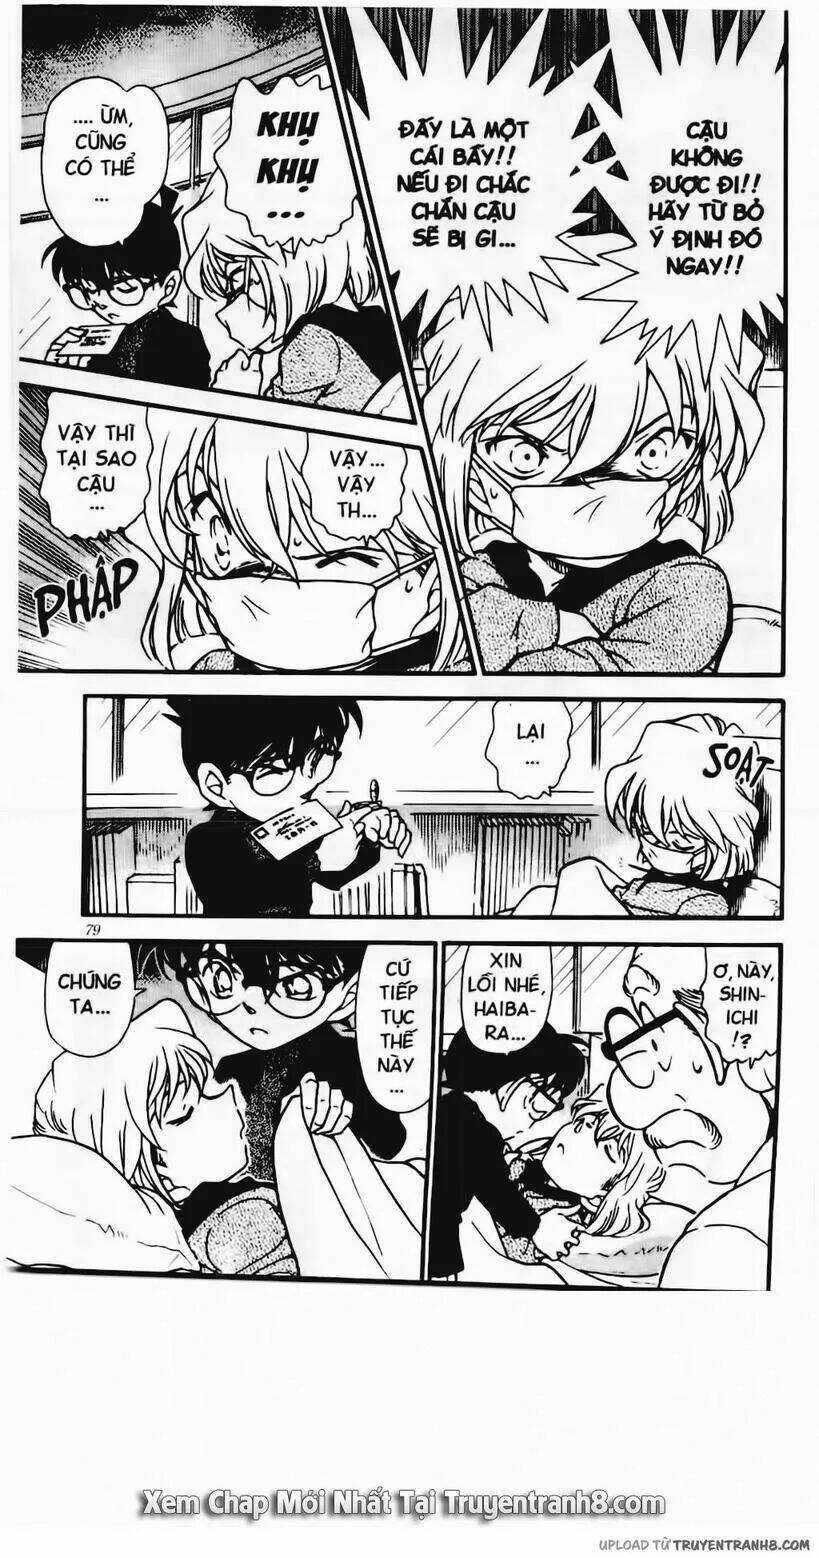 CẬU
KHÔNG
ĐƯỢC ĐI!!
HÃY TỪ BỎ
Ý ĐỊNH ĐÓ
NGAY!!
ĐẤY LÀ MỘT
CÁI BẪY!!
NẾU ĐI CHẮC
CHẮN CẬU
SẼ BỊ GI...
KHỤ
KHỤ
...
.... ỪM,
CŨNG
CÓ THỂ
...
VẬY...
VẬY
TH...
VẬY THÌ
TẠI SAO
CẬU
...
PHẬP
SOẠT
LẠI
...
79
Ơ, NÀY,
SHIN-
ICHI
!?
XIN
LỖI NHÉ,
HAIBA-
RA...
CỨ
TIẾP
TỤC
THẾ
NÀY
...
CHÚNG
TA...
Xem Chap Mới Nhất Tại Truyentranh8.com
UPLOAD TỪ TRUYENTRANH8.COM